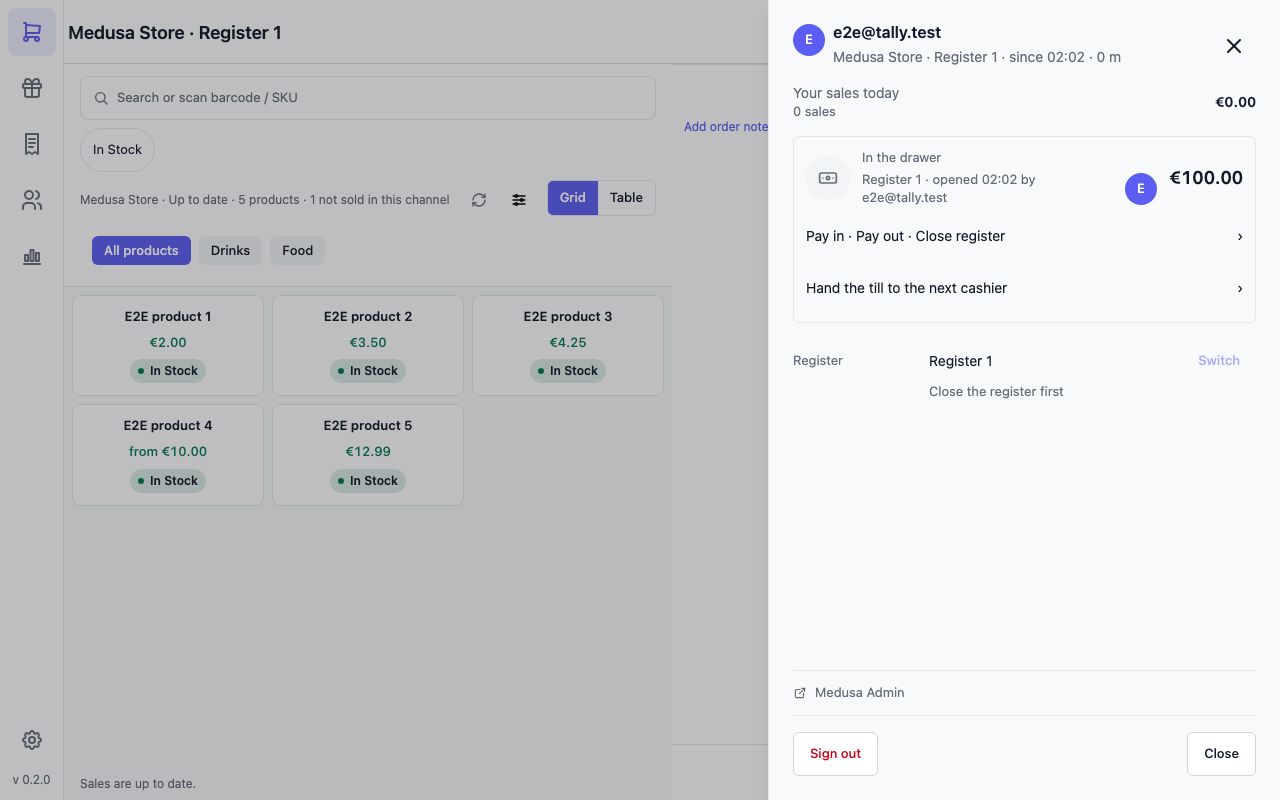 Medusa Store · Register 1
Search or scan barcode / SKU
In Stock
Medusa Store · Up to date · 5 products · 1 not sold in this channel
Grid
Table
All products
Drinks
Food
E2E product 1
€2.00
In Stock
E2E product 2
€3.50
In Stock
E2E product 3
€4.25
In Stock
E2E product 4
from €10.00
In Stock
E2E product 5
€12.99
In Stock
Add order note
v 0.2.0
Sales are up to date.
E
e2e@tally.test
Medusa Store · Register 1 · since 02:02 · 0 m
Your sales today
0 sales
€0.00
In the drawer
Register 1 · opened 02:02 by
e2e@tally.test
E
€100.00
Pay in · Pay out · Close register ›
Hand the till to the next cashier ›
Register
Register 1
Switch
Close the register first
Medusa Admin
Sign out
Close